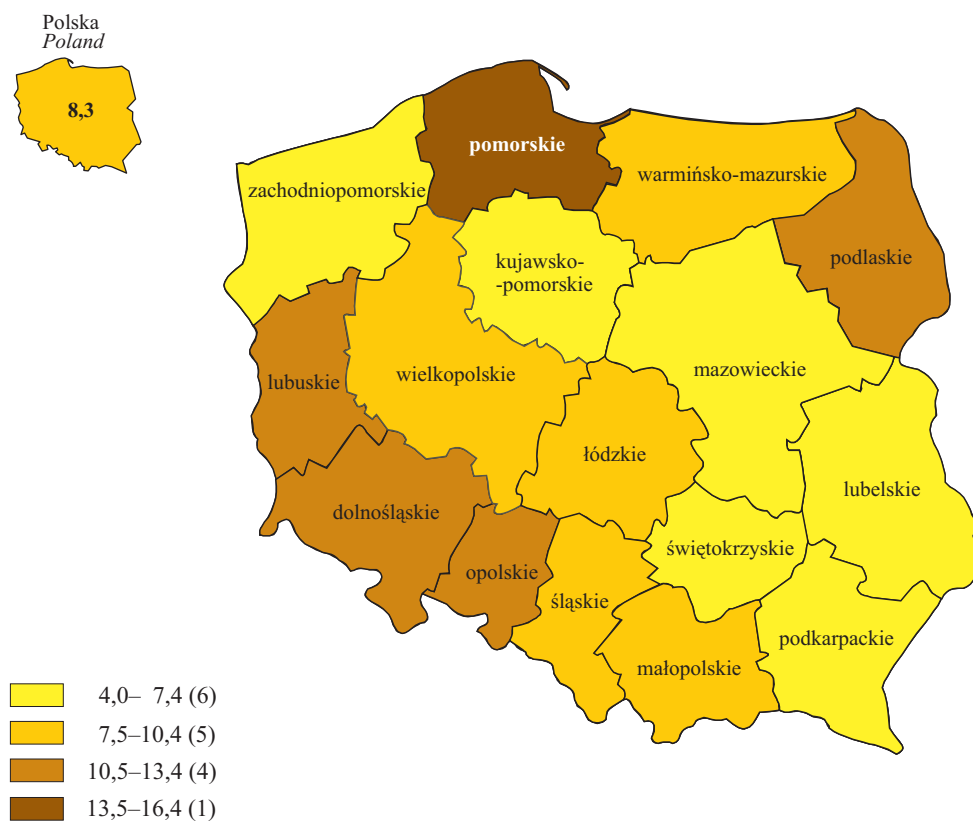 Polska
Poland
8,3
pomorskie
warmińsko-mazurskie
zachodniopomorskie
podlaskie
kujawsko-
-pomorskie
mazowieckie
wielkopolskie
lubuskie
łódzkie
lubelskie
dolnośląskie
świętokrzyskie
opolskie
śląskie
podkarpackie
małopolskie
4,0– 7,4 (6)
7,5–10,4 (5)
10,5–13,4 (4)
13,5–16,4 (1)